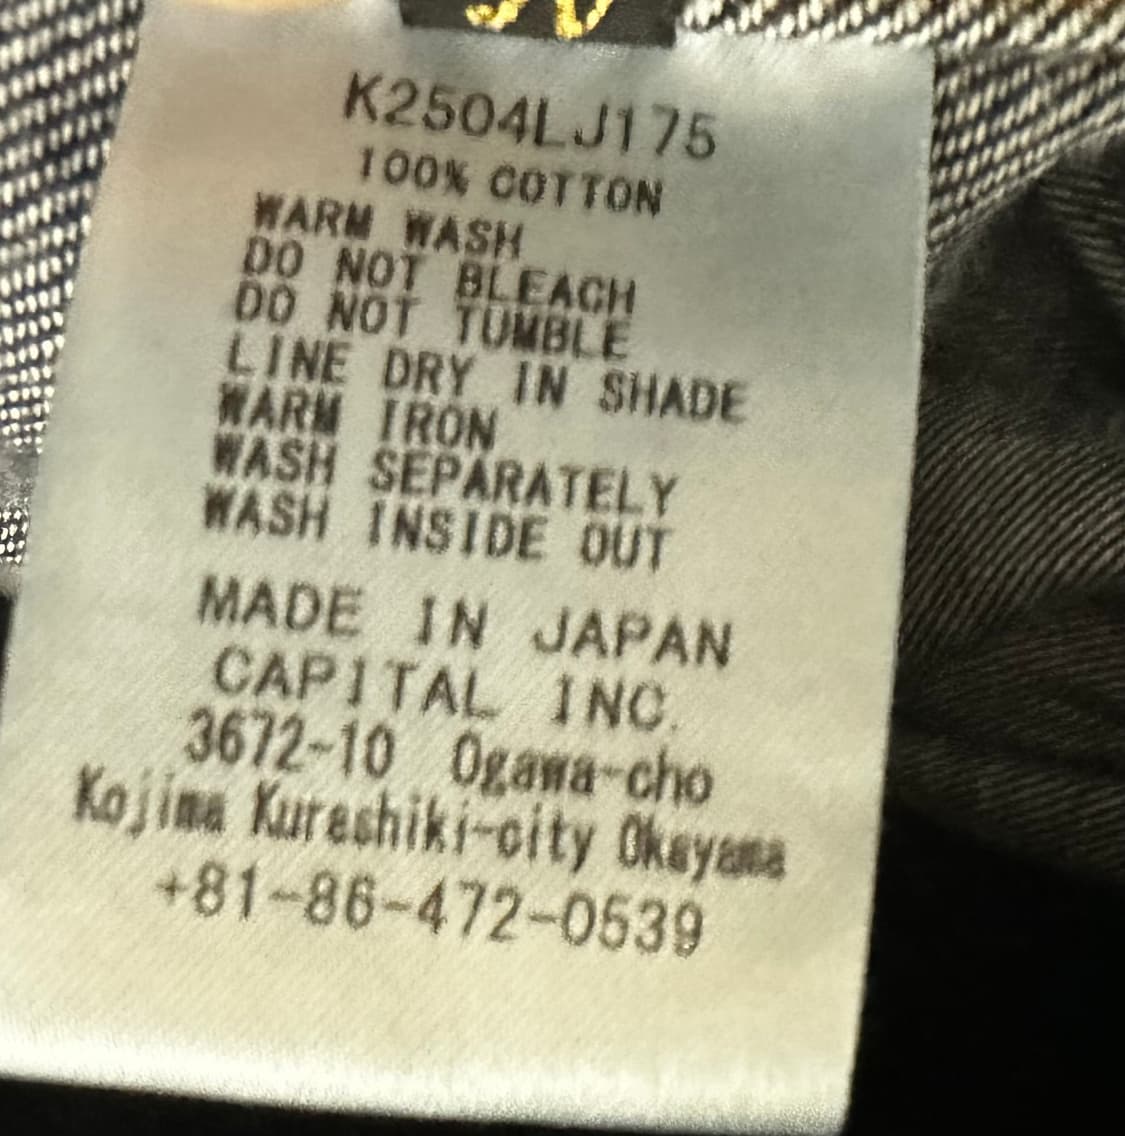 K2504LJ175
100% COTTON
WARM WASH
DO NOT BLEACH
DO NOT TUMBLE
LINE DRY IN SHADE
WARM IRON
WASH SEPARATELY
WASH INSIDE OUT
MADE IN JAPAN
CAPITAL INC.
3672-10 Ogawa-cho
Kojima Kurashiki-city Okayama
+81-86-472-0539